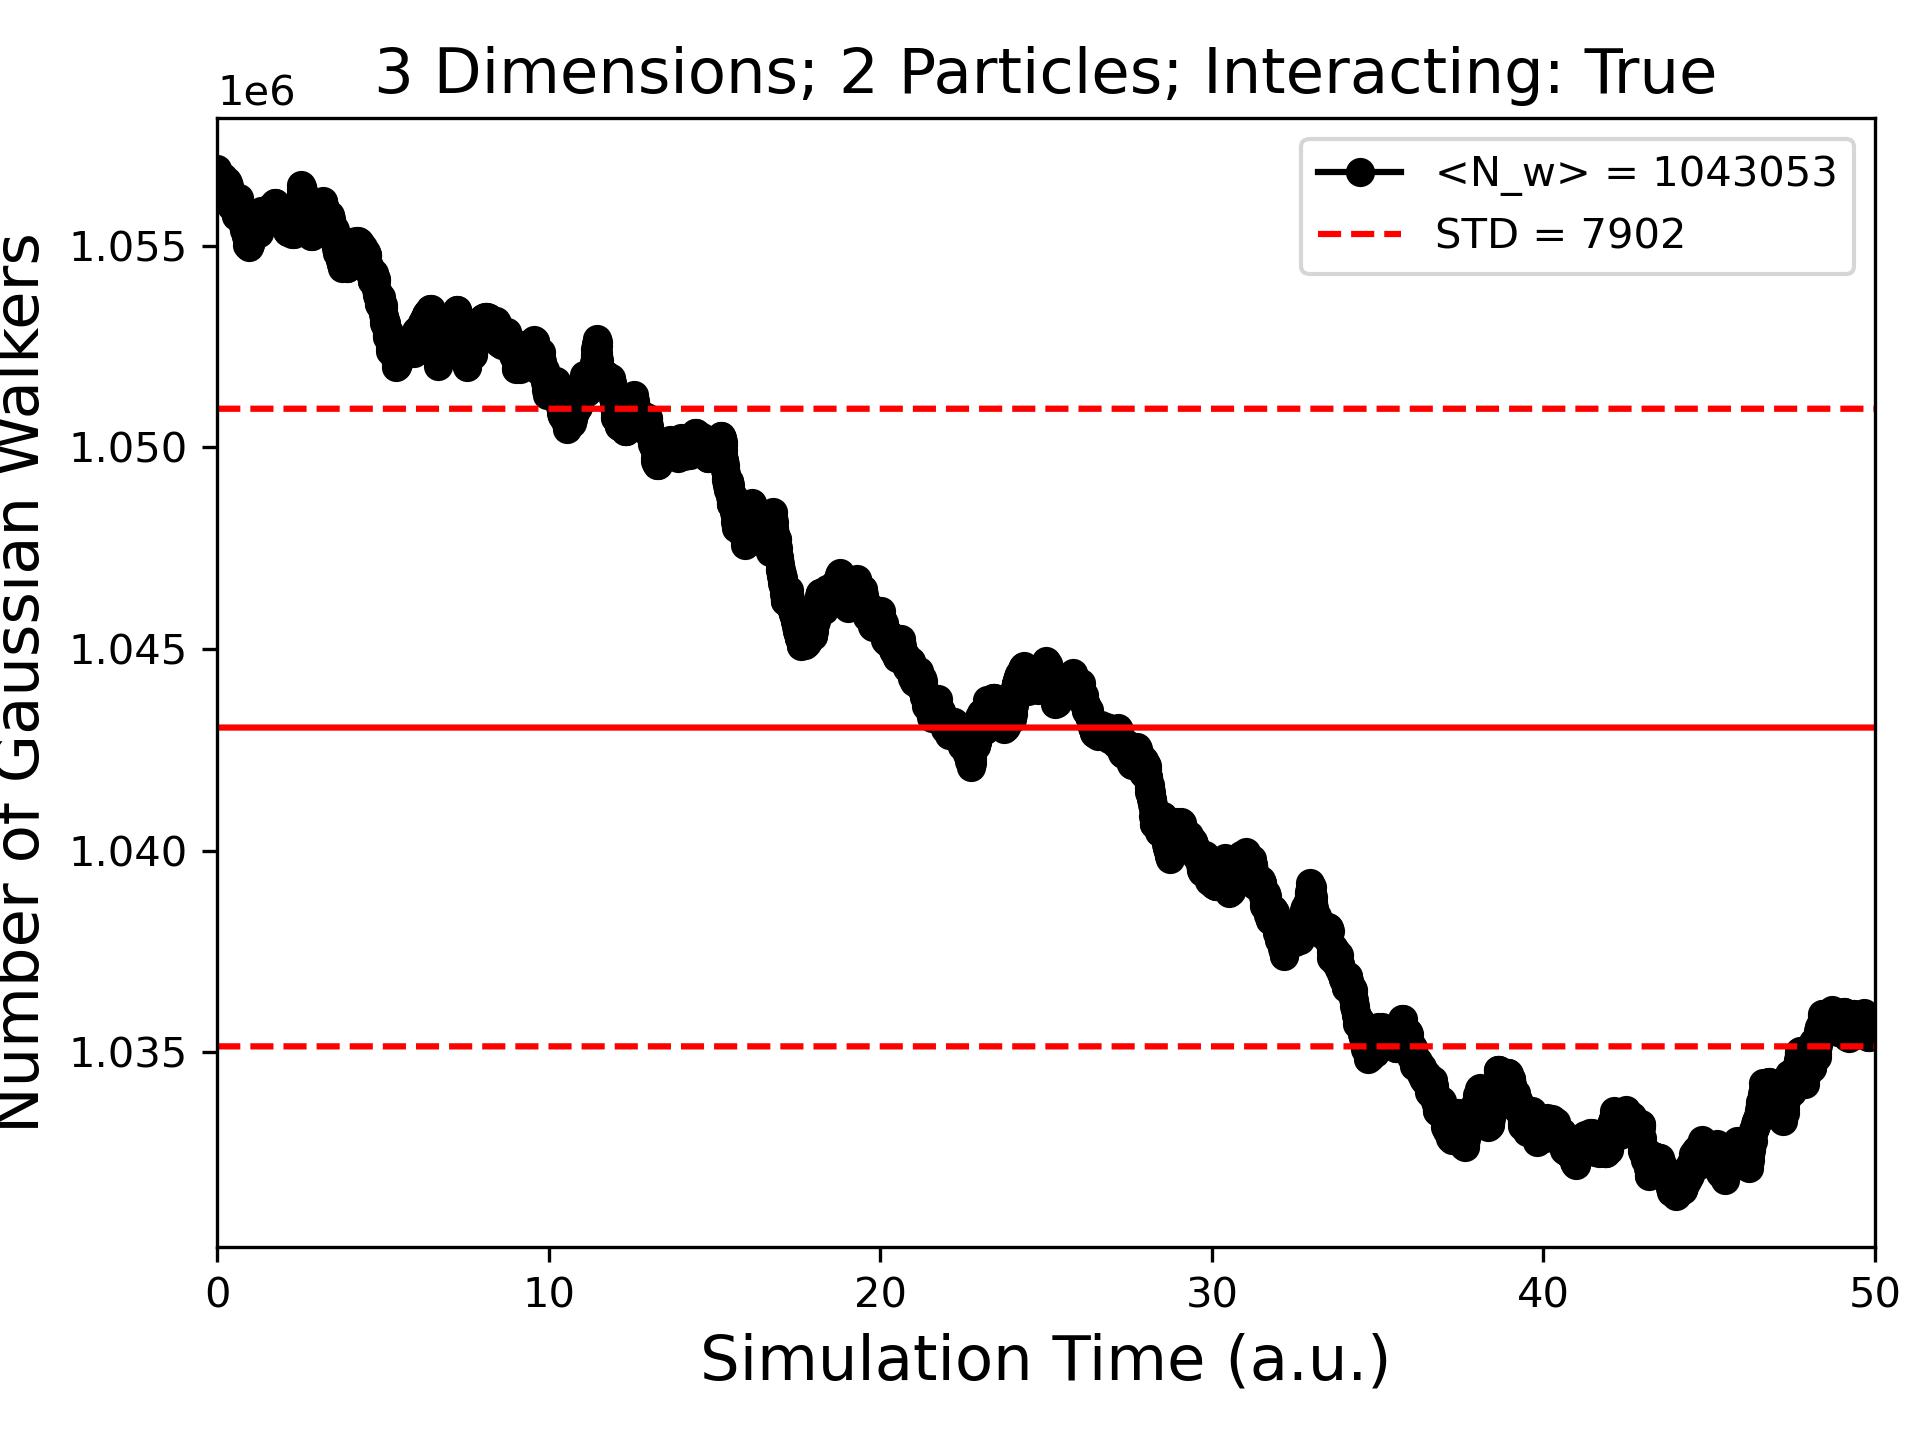 3 Dimensions; 2 Particles; Interacting: True
1e6
<N_w> = 1043053
STD = 7902
Number of Gaussian Walkers
1.055
1.050
1.045
1.040
1.035
0 10 20 30 40 50
Simulation Time (a.u.)